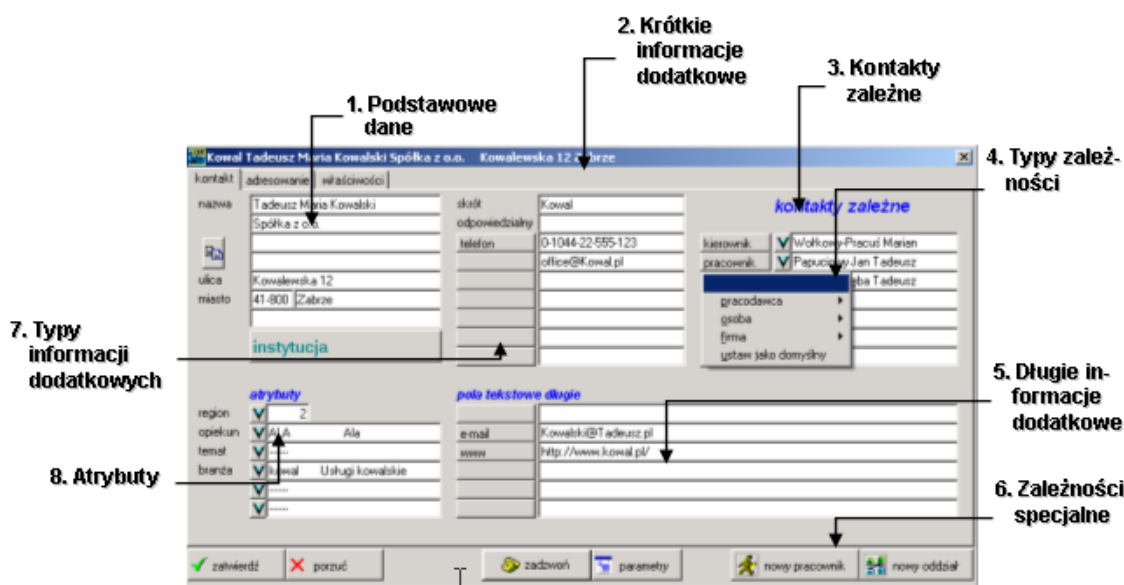 2. Krótkie
informacje
dodatkowe
3. Kontakty
zależne
1. Podstawowe
dane
4. Typy zależ-
ności
Kowal Tadeusz Maria Kowalski Spółka z o.o. Kowalewska 12 Zabrze
kontakt adresowanie właściwości
nazwa Tadeusz Maria Kowalski skrót Kowal kontakty zależne
Spółka z o.o. odpowiedzialny
telefon 0-1044-22-555-123 kierownik Wołkowy-Pracuś Marian
office@Kowal.pl pracownik Papuciowy Jan Tadeusz
ulica Kowalewska 12 Tadeusz
miasto 41-800 Zabrze pracodawca
osoba
firma
ustaw jako domyślny
7. Typy
informacji
dodatkowych
instytucja
5. Długie in-
formacje
dodatkowe
atrybuty pola tekstowe długie
region 2
opiekun ALA Ala e-mail Kowalski@Tadeusz.pl
temat ----- www http://www.kowal.pl/
branża kowal Usługi kowalskie
-----
-----
8. Atrybuty
6. Zależności
specjalne
zatwierdź porzuć zadzwoń parametry nowy pracownik nowy oddział